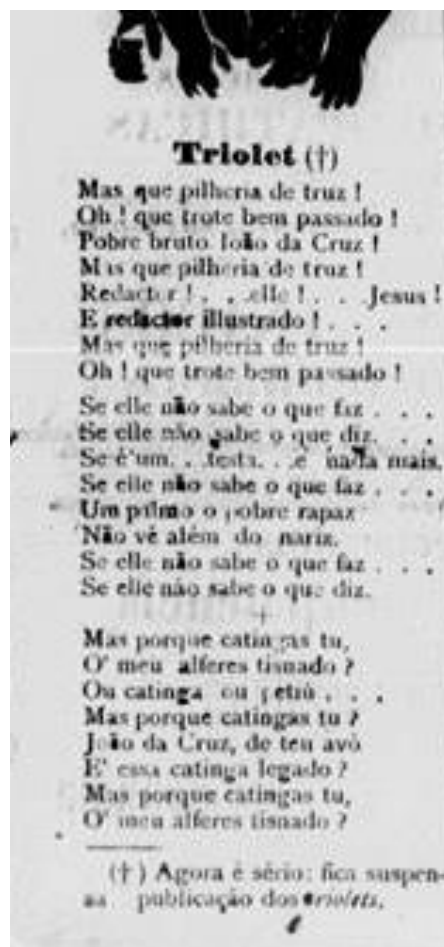 Triolet (†)
Mas que pilheria de truz !
Oh ! que trote bem passado !
Pobre bruto João da Cruz !
Mas que pilheria de truz !
Redactor ! . . .elle ! . . . Jesus !
E redactor illustrado ! . . .
Mas que pilheria de truz !
Oh ! que trote bem passado !
Se elle não sabe o que faz . . .
Se elle não sabe o que diz. . . .
Se é'um. . .testa. . .é nada mais.
Se elle não sabe o que faz . . .
Um palmo o pobre rapaz
Não vê além do nariz.
Se elle não sabe o que faz . . .
Se elle não sabe o que diz.
+
Mas porque catingas tu,
O' meu alferes tisnado ?
Ou catinga ou . . .
Mas porque catingas tu ?
João da Cruz, de teu avô
E' essa catinga legado ?
Mas porque catingas tu,
O' meu alferes tisnado ?
(†) Agora é sério: fica suspen-
sa publicação dos triolets.